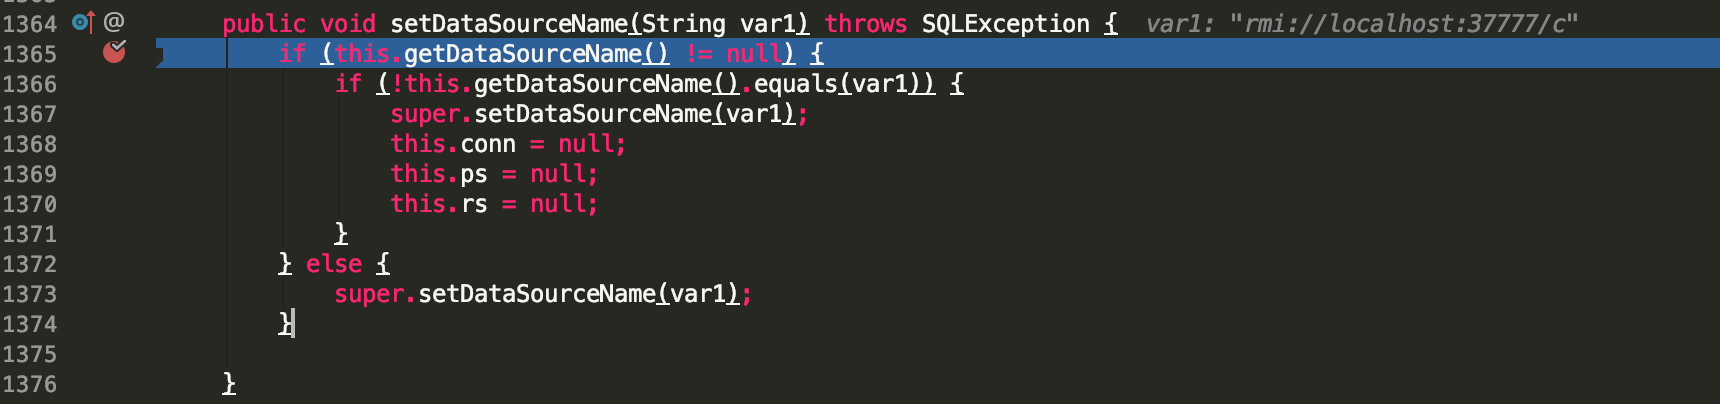 1364 @ public void setDataSourceName(String var1) throws SQLException { var1: "rmi://localhost:37777/c"
1365 if (this.getDataSourceName() != null) {
1366 if (!this.getDataSourceName().equals(var1)) {
1367 super.setDataSourceName(var1);
1368 this.conn = null;
1369 this.ps = null;
1370 this.rs = null;
1371 }
1372 } else {
1373 super.setDataSourceName(var1);
1374 }
1375
1376 }